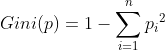 Gini(p) = 1 − \sum_{i=1}^{n} p_i^2